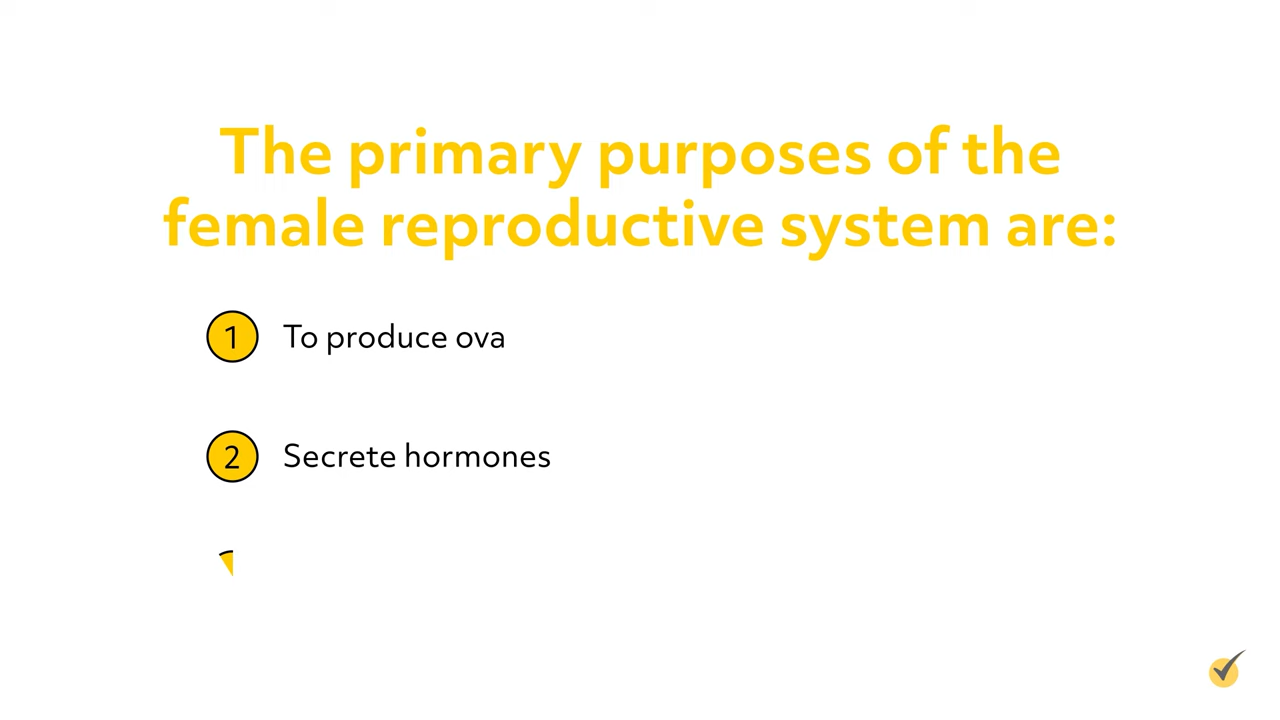 The primary purposes of the
female reproductive system are:
1 To produce ova
2 Secrete hormones